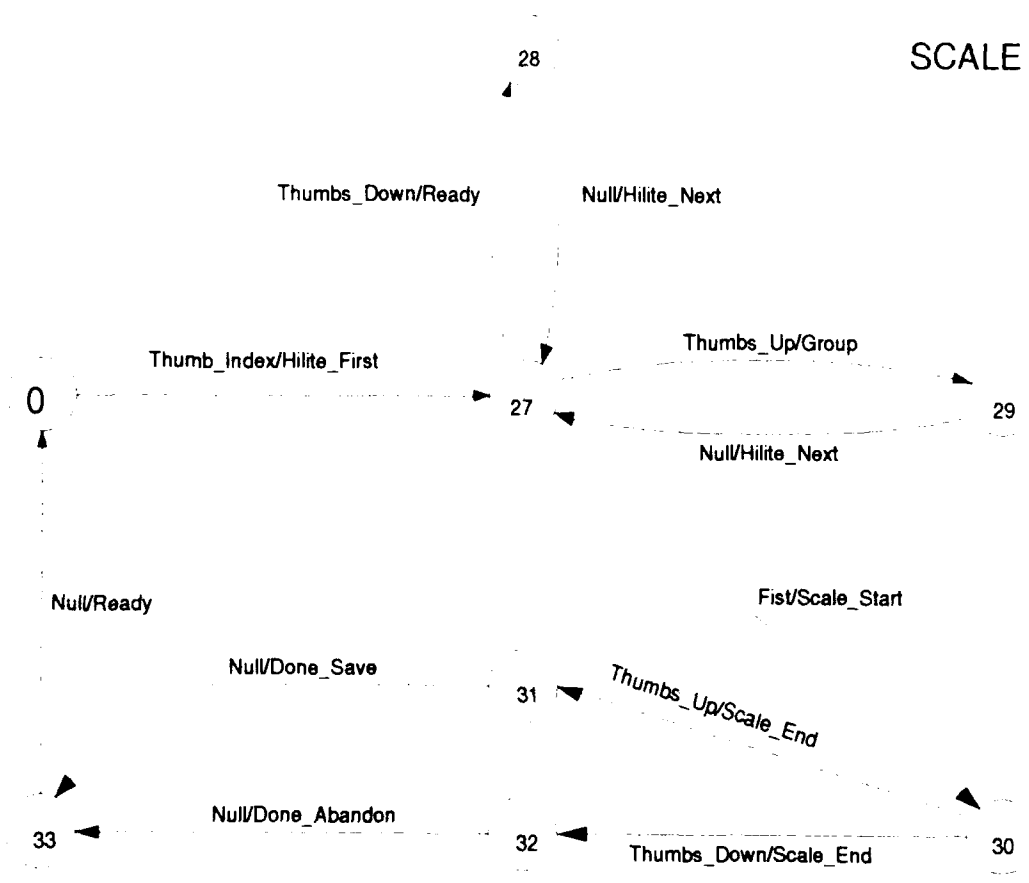 28
SCALE
Thumbs_Down/Ready
Null/Hilite_Next
Thumb_Index/Hilite_First
Thumbs_Up/Group
0
27
29
Null/Hilite_Next
Null/Ready
Fist/Scale_Start
Null/Done_Save
31
Thumbs_Up/Scale_End
Null/Done_Abandon
33
32
30
Thumbs_Down/Scale_End